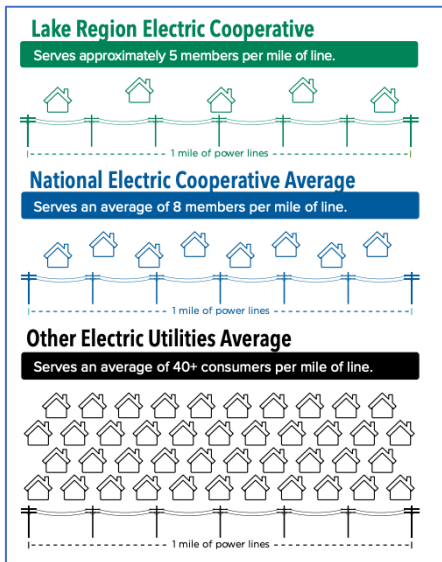 Lake Region Electric Cooperative
Serves approximately 5 members per mile of line.
1 mile of power lines
National Electric Cooperative Average
Serves an average of 8 members per mile of line.
1 mile of power lines
Other Electric Utilities Average
Serves an average of 40+ consumers per mile of line.
1 mile of power lines